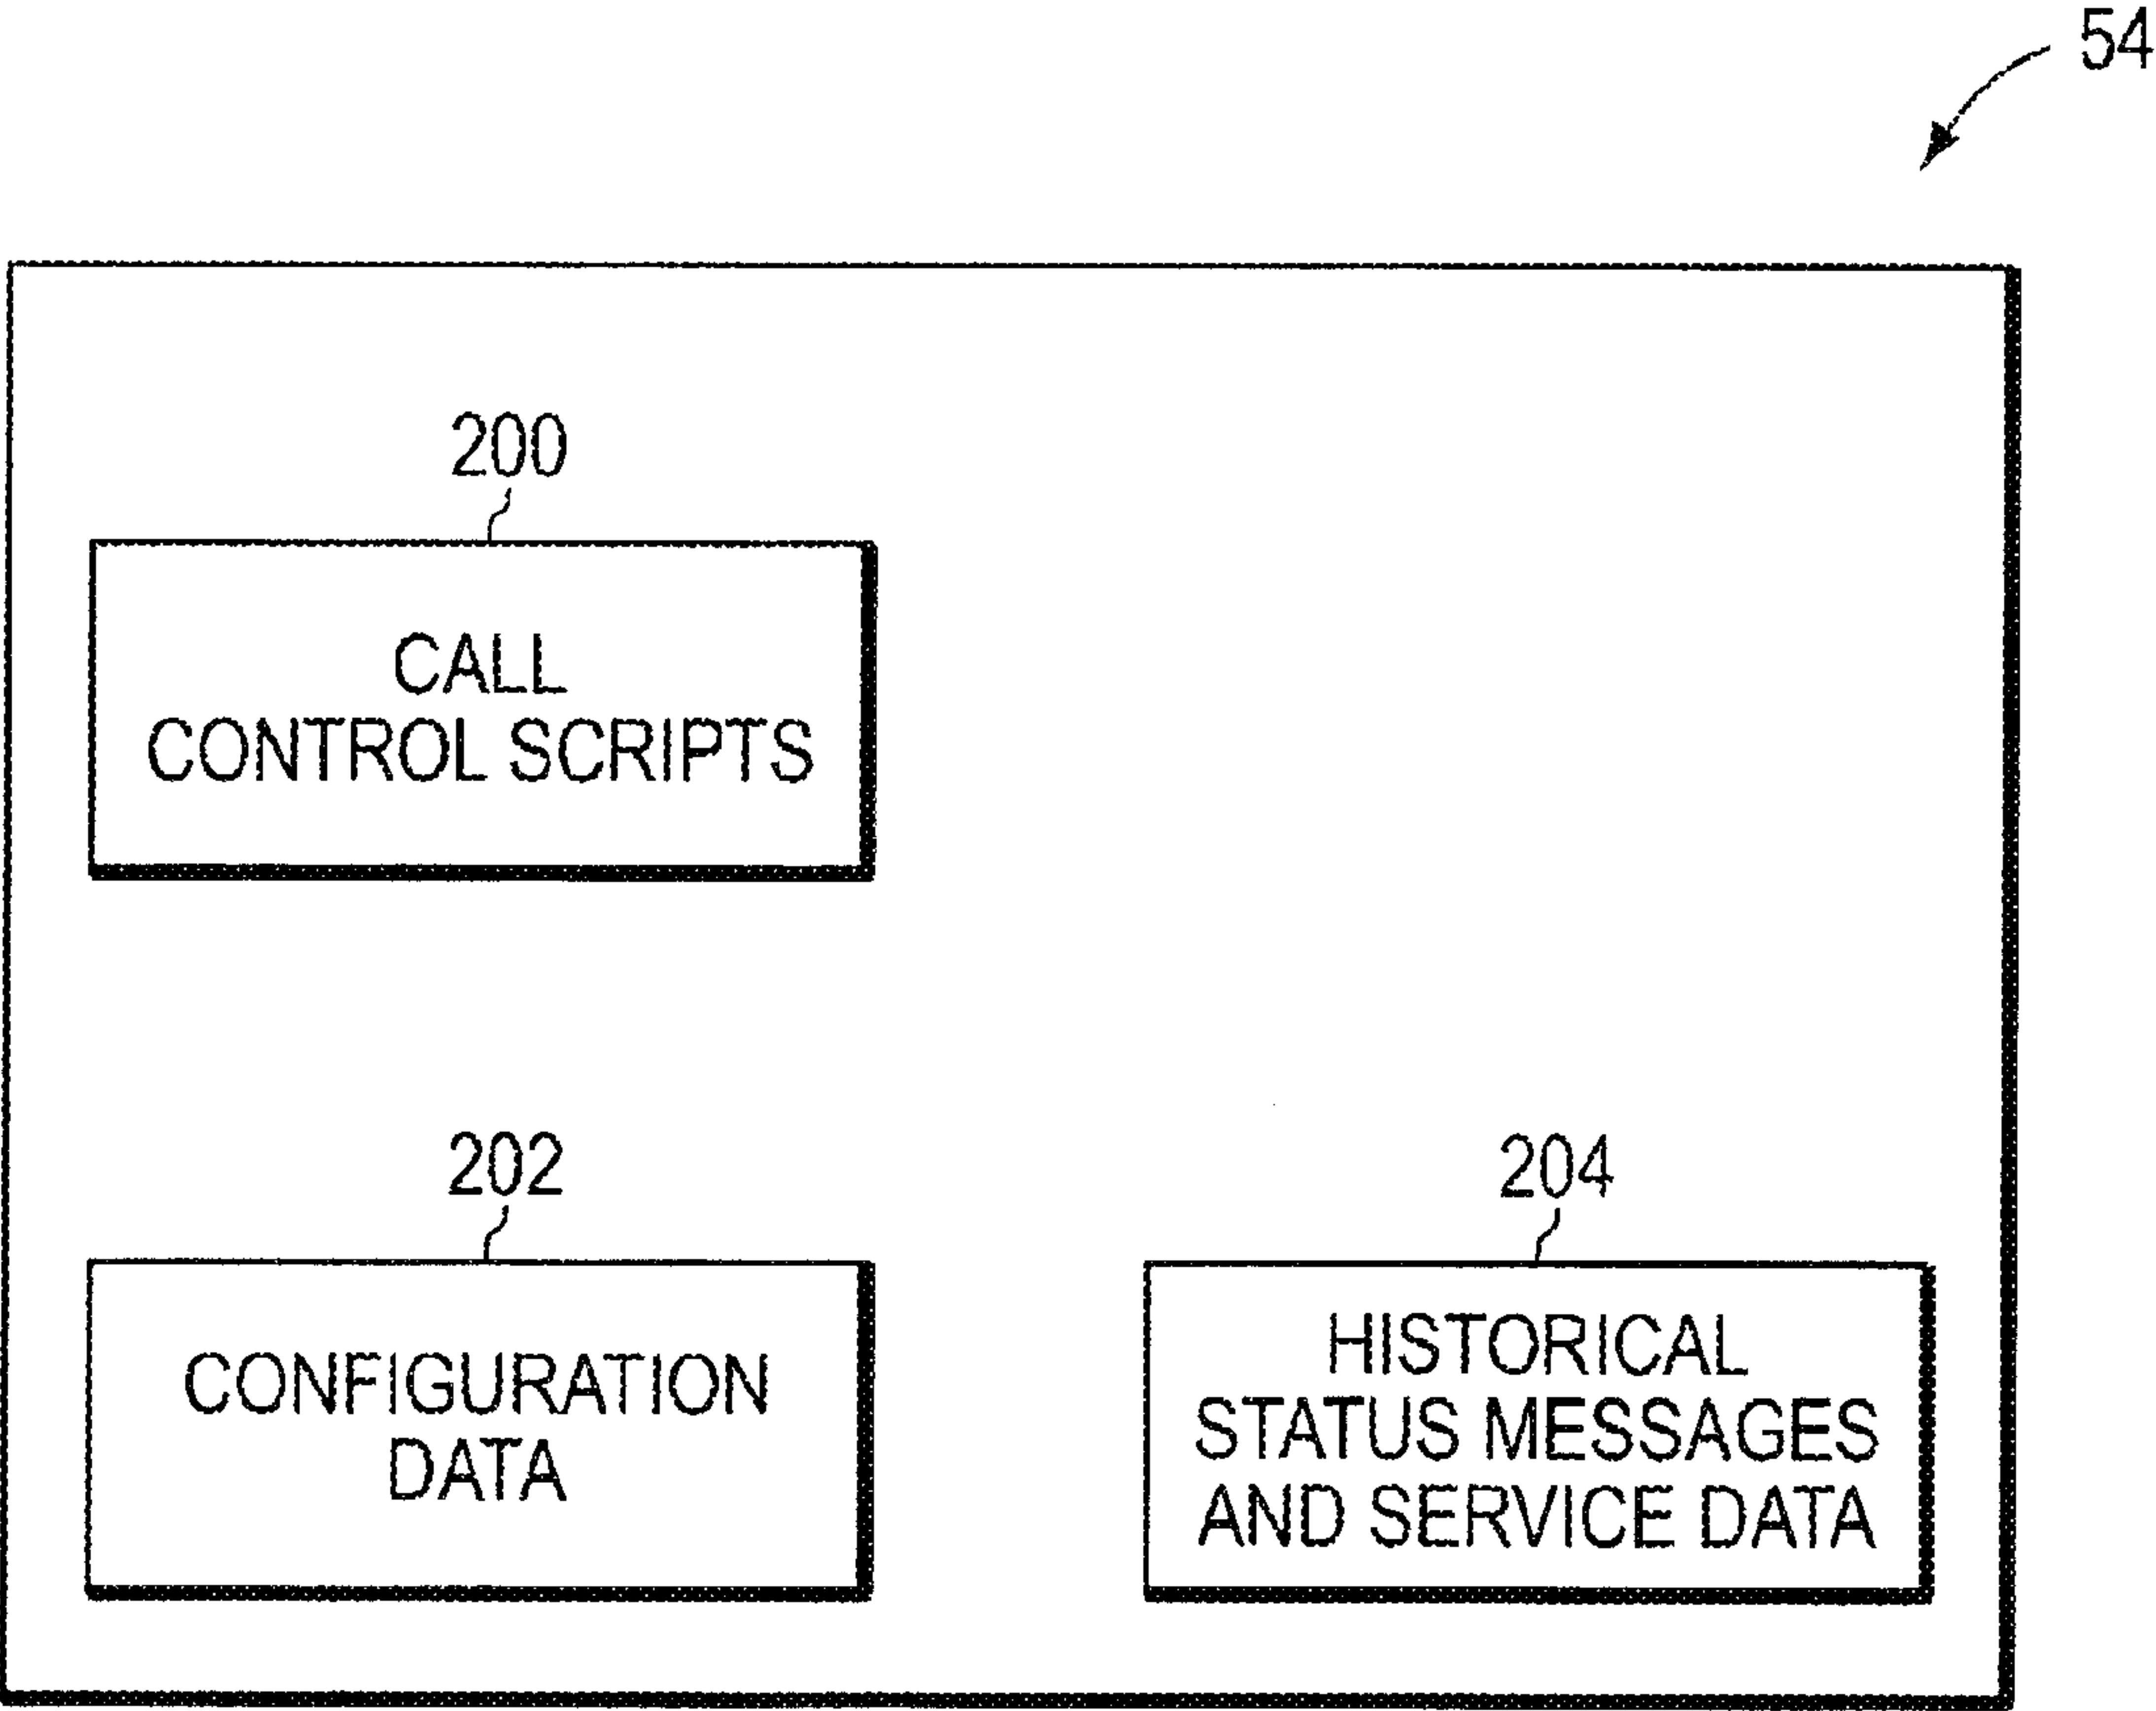 54
200
CALL
CONTROL SCRIPTS
202
CONFIGURATION
DATA
204
HISTORICAL
STATUS MESSAGES
AND SERVICE DATA